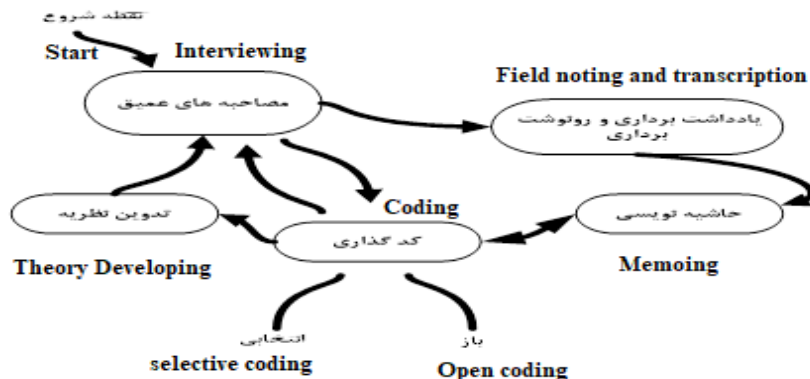 نقطه شروع
Start
Interviewing
مصاحبه های عمیق
Field noting and transcription
یادداشت برداری و رونوشت
برداری
Coding
تدوین نظریه
حاشیه نویسی
کد گذاری
Theory Developing
Memoing
انتخابی
باز
selective coding
Open coding